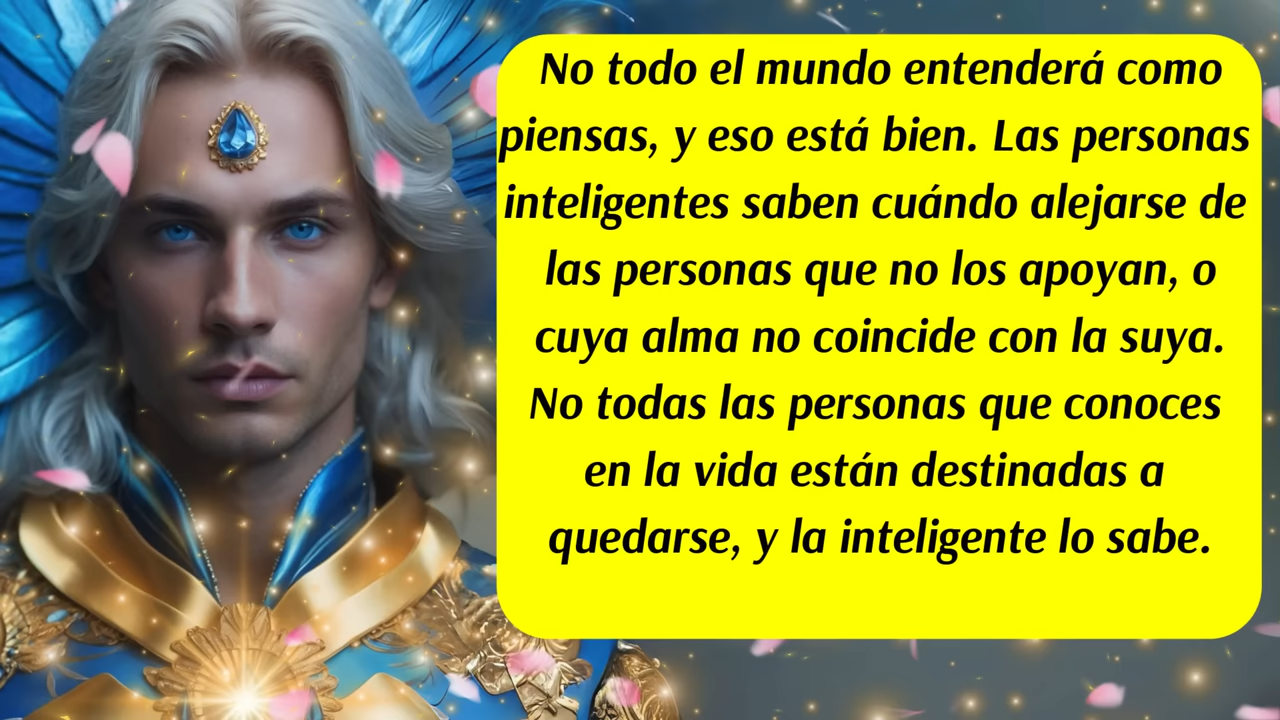 No todo el mundo entenderá como
piensas, y eso está bien. Las personas
inteligentes saben cuándo alejarse de
las personas que no los apoyan, o
cuya alma no coincide con la suya.
No todas las personas que conoces
en la vida están destinadas a
quedarse, y la inteligente lo sabe.